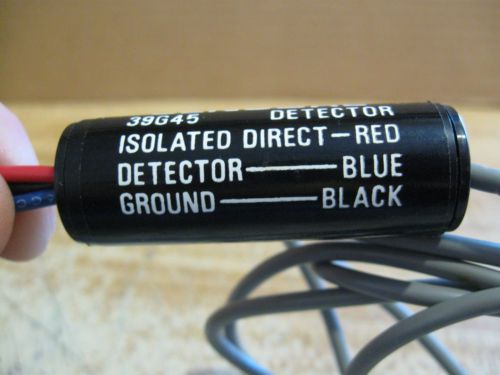 39G45 DETECTOR
ISOLATED DIRECT—RED
DETECTOR——BLUE
GROUND——BLACK